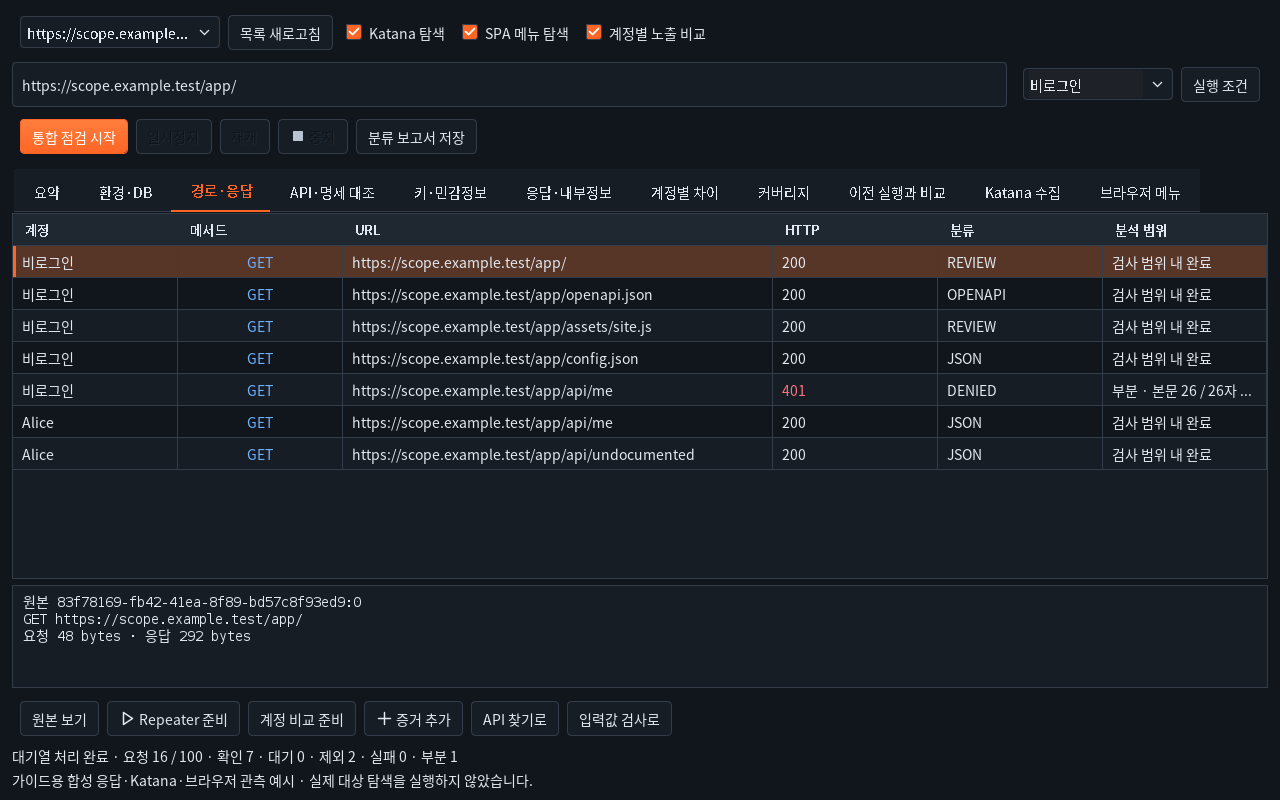 https://scope.example... 목록 새로고침 Katana 탐색 SPA 메뉴 탐색 계정별 노출 비교
https://scope.example.test/app/ 비로그인 실행 조건
통합 점검 시작 일시정지 재개 중지 분류 보고서 저장
요약 환경·DB 경로·응답 API·명세 대조 키·민감정보 응답·내부정보 계정별 차이 커버리지 이전 실행과 비교 Katana 수집 브라우저 메뉴
계정 메서드 URL HTTP 분류 분석 범위
비로그인 GET https://scope.example.test/app/ 200 REVIEW 검사 범위 내 완료
비로그인 GET https://scope.example.test/app/openapi.json 200 OPENAPI 검사 범위 내 완료
비로그인 GET https://scope.example.test/app/assets/site.js 200 REVIEW 검사 범위 내 완료
비로그인 GET https://scope.example.test/app/config.json 200 JSON 검사 범위 내 완료
비로그인 GET https://scope.example.test/app/api/me 401 DENIED 부분 · 본문 26 / 26자 ...
Alice GET https://scope.example.test/app/api/me 200 JSON 검사 범위 내 완료
Alice GET https://scope.example.test/app/api/undocumented 200 JSON 검사 범위 내 완료
원본 83f78169-fb42-41ea-8f89-bd57c8f93ed9:0
GET https://scope.example.test/app/
요청 48 bytes · 응답 292 bytes
원본 보기 Repeater 준비 계정 비교 준비 증거 추가 API 찾기로 입력값 검사로
대기열 처리 완료 · 요청 16 / 100 · 확인 7 · 대기 0 · 제외 2 · 실패 0 · 부분 1
가이드용 합성 응답·Katana·브라우저 관측 예시 · 실제 대상 탐색을 실행하지 않았습니다.